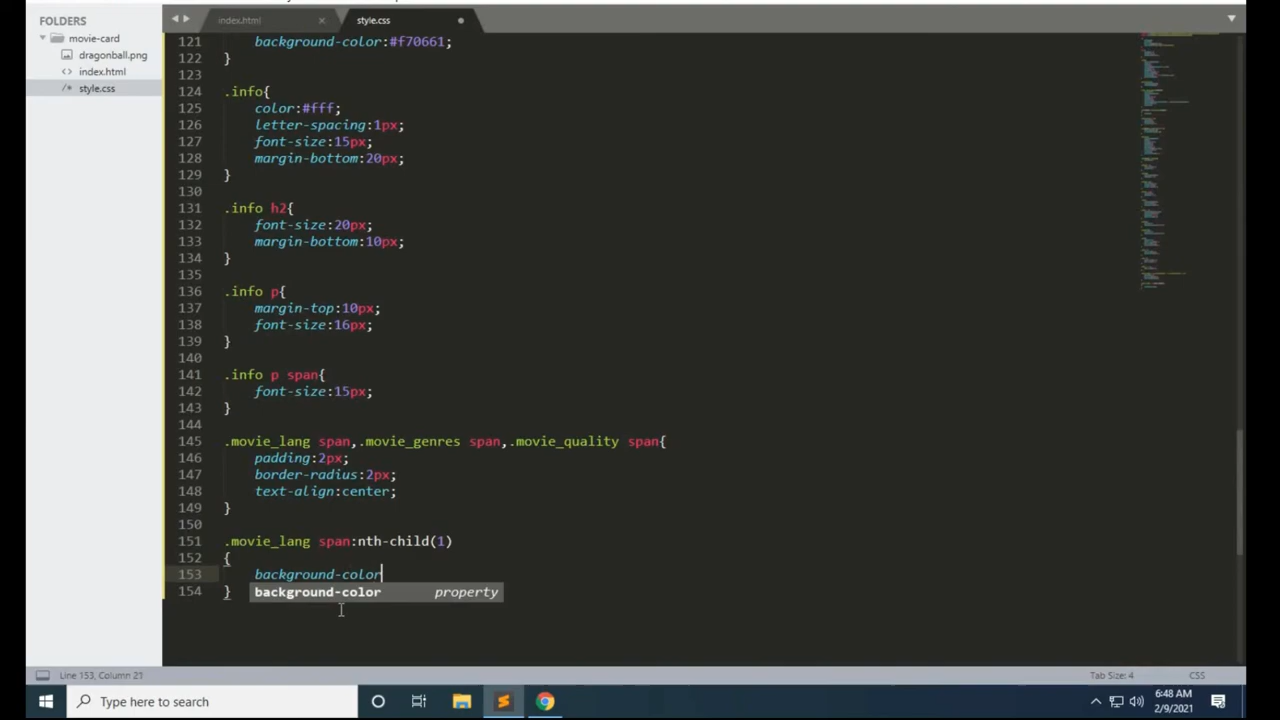 FOLDERS
movie-card
dragonball.png
<> index.html
/* style.css
index.html ×
style.css
121 background-color:#f70661;
122 }
123
124 .info{
125 color:#fff;
126 letter-spacing:1px;
127 font-size:15px;
128 margin-bottom:20px;
129 }
130
131 .info h2{
132 font-size:20px;
133 margin-bottom:10px;
134 }
135
136 .info p{
137 margin-top:10px;
138 font-size:16px;
139 }
140
141 .info p span{
142 font-size:15px;
143 }
144
145 .movie_lang span,.movie_genres span,.movie_quality span{
146 padding:2px;
147 border-radius:2px;
148 text-align:center;
149 }
150
151 .movie_lang span:nth-child(1)
152 {
153 background-color
154 }
background-color property
Line 153, Column 21
Tab Size: 4
CSS
Type here to search
6:48 AM
2/9/2021